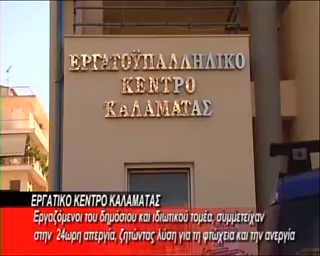 ΕΡΓΑΤΟΫΠΑΛΛΗΛΙΚΟ
ΚΕΝΤΡΟ
ΚΑΛΑΜΑΤΑΣ
ΕΡΓΑΤΙΚΟ ΚΕΝΤΡΟ ΚΑΛΑΜΑΤΑΣ
Εργαζόμενοι του δημόσιου και ιδιωτικού τομέα, συμμετείχαν
στην 24ωρη απεργία, ζητώντας λύση για τη φτώχεια και την ανεργία